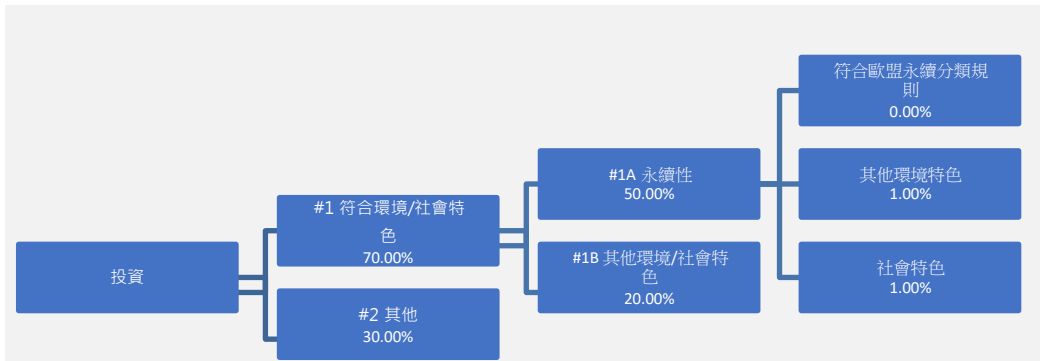 投資
#1 符合環境/社會特
色
70.00%
#2 其他
30.00%
#1A 永續性
50.00%
#1B 其他環境/社會特
色
20.00%
符合歐盟永續分類規
則
0.00%
其他環境特色
1.00%
社會特色
1.00%